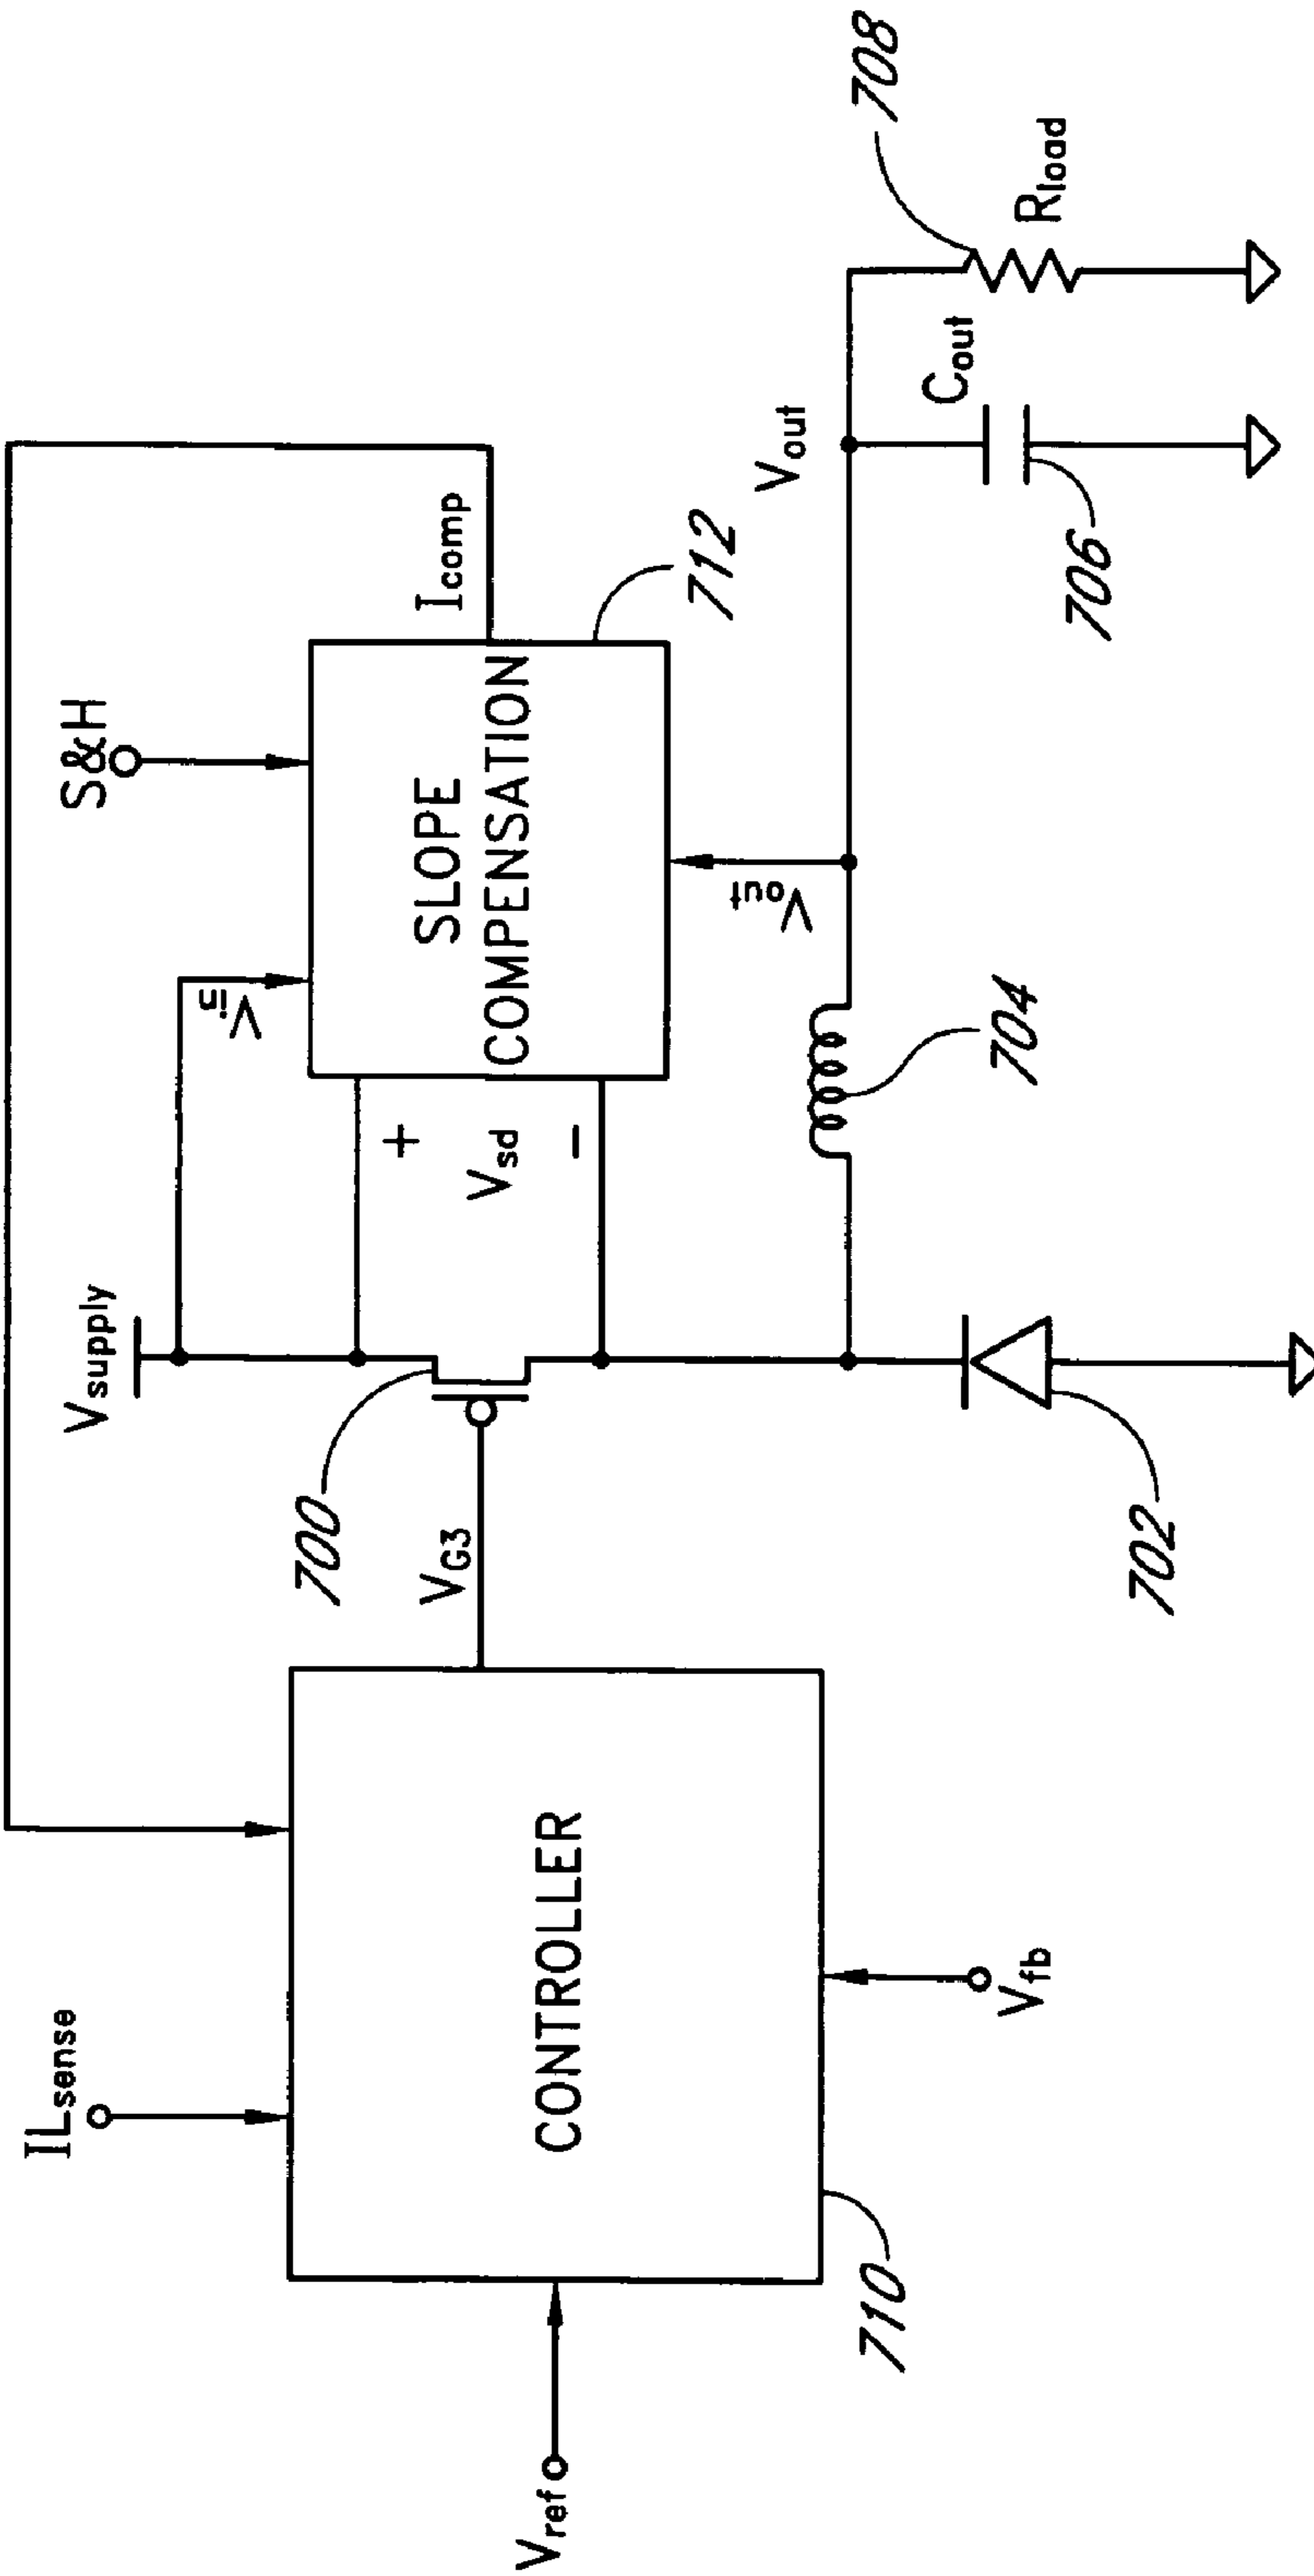 ILsense
Vsupply
Vin
S&H
Icomp
700
VG3
+
Vsd
−
SLOPE
COMPENSATION
712
Vref
CONTROLLER
710
Vfb
Vout
Vout
704
702
Cout
706
Rload
708